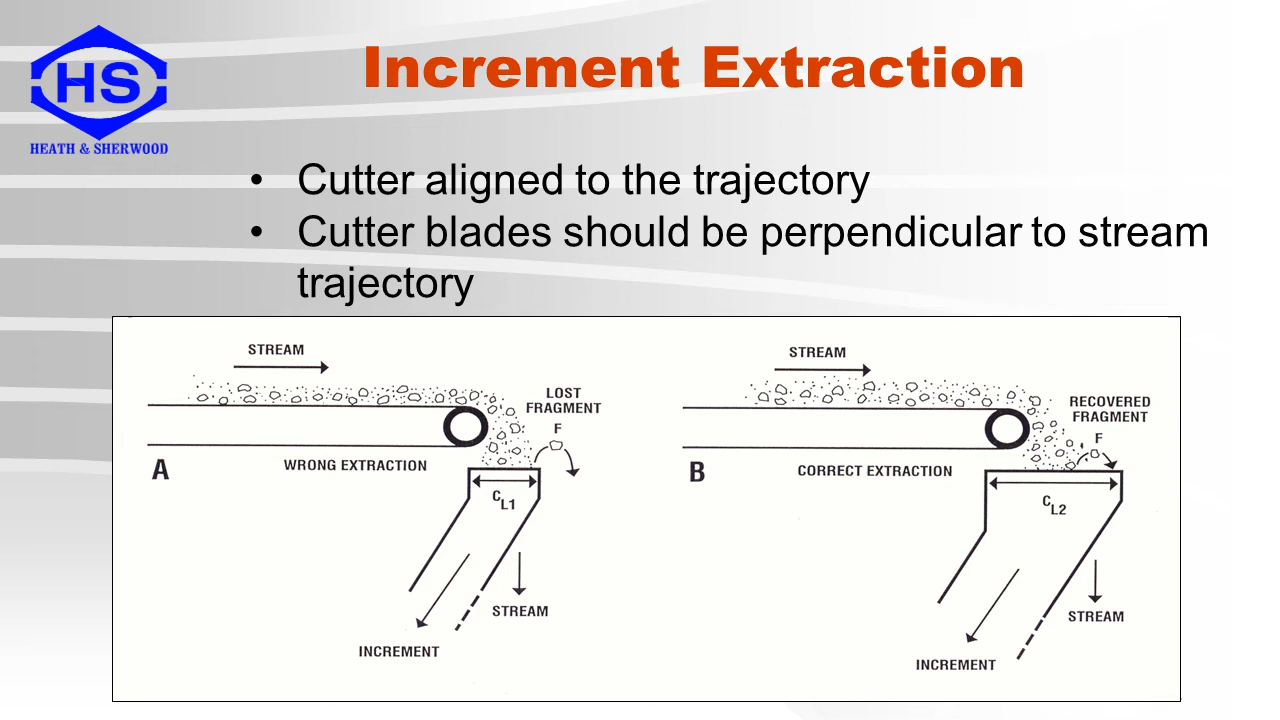 HS
HEATH & SHERWOOD
Increment Extraction
• Cutter aligned to the trajectory
• Cutter blades should be perpendicular to stream
trajectory
STREAM
LOST
FRAGMENT
F
WRONG EXTRACTION
A
CL1
STREAM
INCREMENT
STREAM
RECOVERED
FRAGMENT
F
CORRECT EXTRACTION
B
CL2
STREAM
INCREMENT